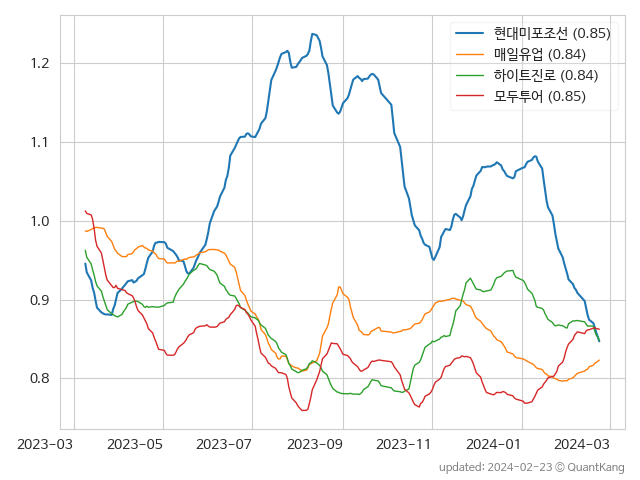 현대미포조선 (0.85)
매일유업 (0.84)
하이트진로 (0.84)
모두투어 (0.85)
1.2
1.1
1.0
0.9
0.8
2023-03 2023-05 2023-07 2023-09 2023-11 2024-01 2024-03
updated: 2024-02-23 © QuantKang